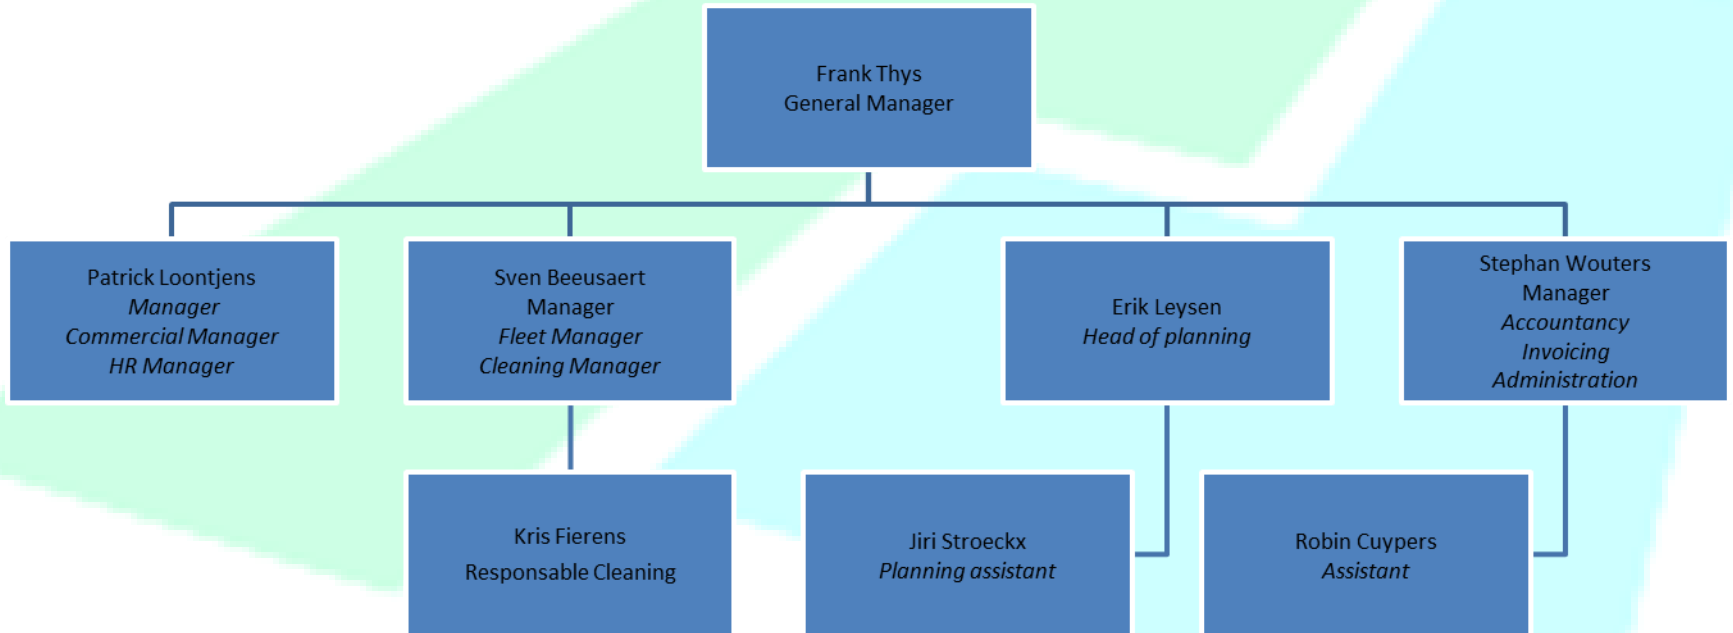 Frank Thys
General Manager
Patrick Loontjens
Manager
Commercial Manager
HR Manager
Sven Beeusaert
Manager
Fleet Manager
Cleaning Manager
Erik Leysen
Head of planning
Stephan Wouters
Manager
Accountancy
Invoicing
Administration
Kris Fierens
Responsable Cleaning
Jiri Stroeckx
Planning assistant
Robin Cuypers
Assistant